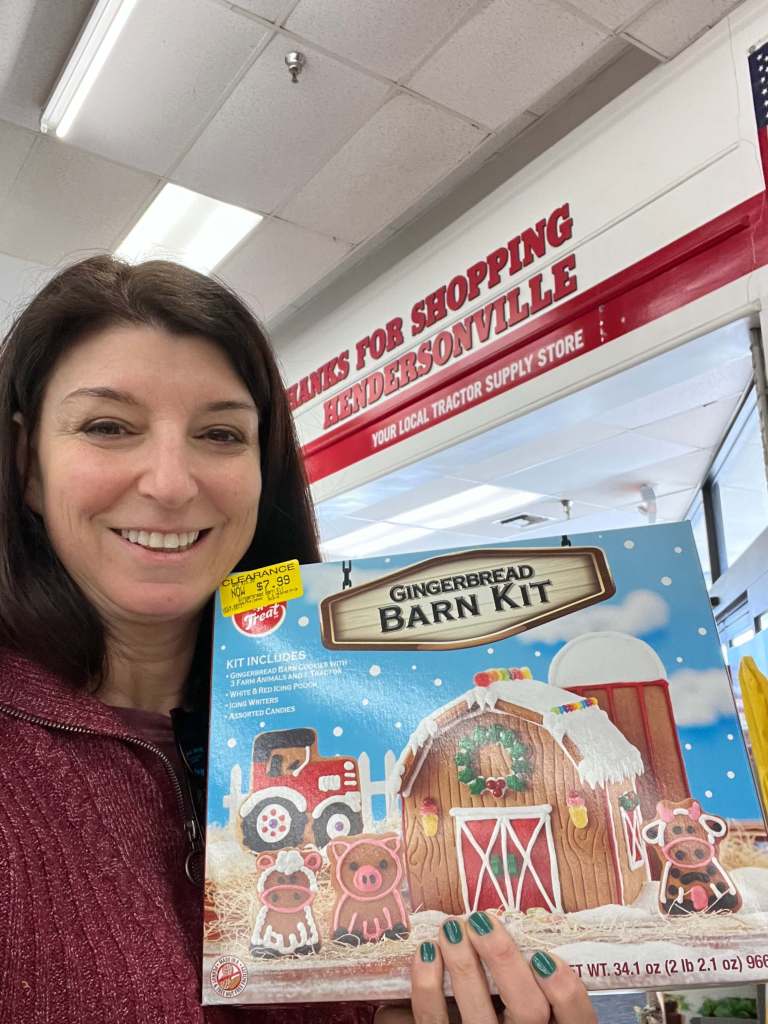 THANKS FOR SHOPPING
HENDERSONVILLE
YOUR LOCAL TRACTOR SUPPLY STORE
CLEARANCE
NOW $7.99
Treat
GINGERBREAD
BARN KIT
KIT INCLUDES
• GINGERBREAD BARN COOKIES WITH
3 FARM ANIMALS AND 1 TRACTOR
• WHITE & RED ICING POUCH
• ICING WRITERS
• ASSORTED CANDIES
ET WT. 34.1 oz (2 lb 2.1 oz) 966